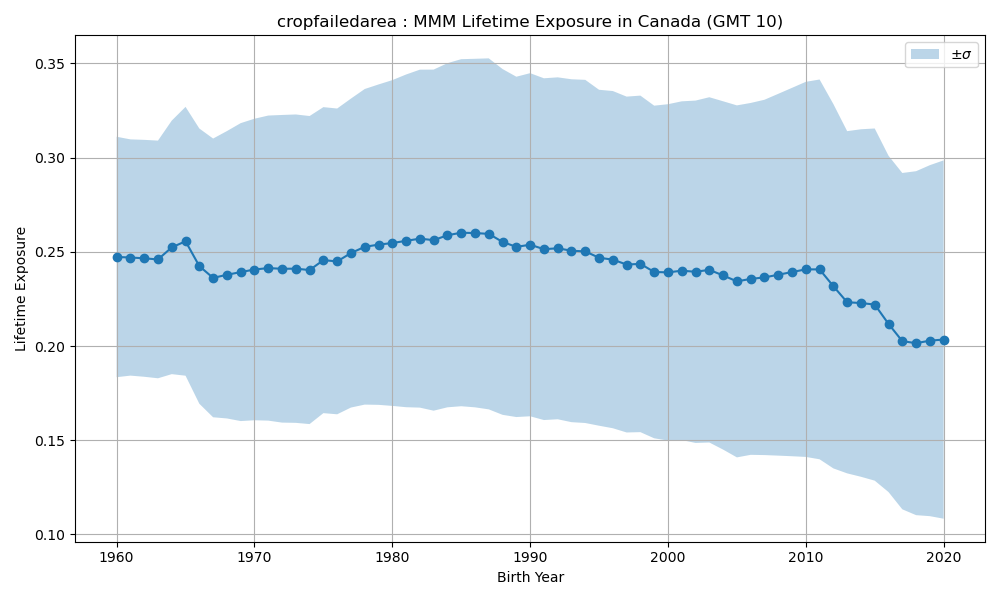 cropfailedarea : MMM Lifetime Exposure in Canada (GMT 10)
±σ
Lifetime Exposure
0.35
0.30
0.25
0.20
0.15
0.10
1960 1970 1980 1990 2000 2010 2020
Birth Year